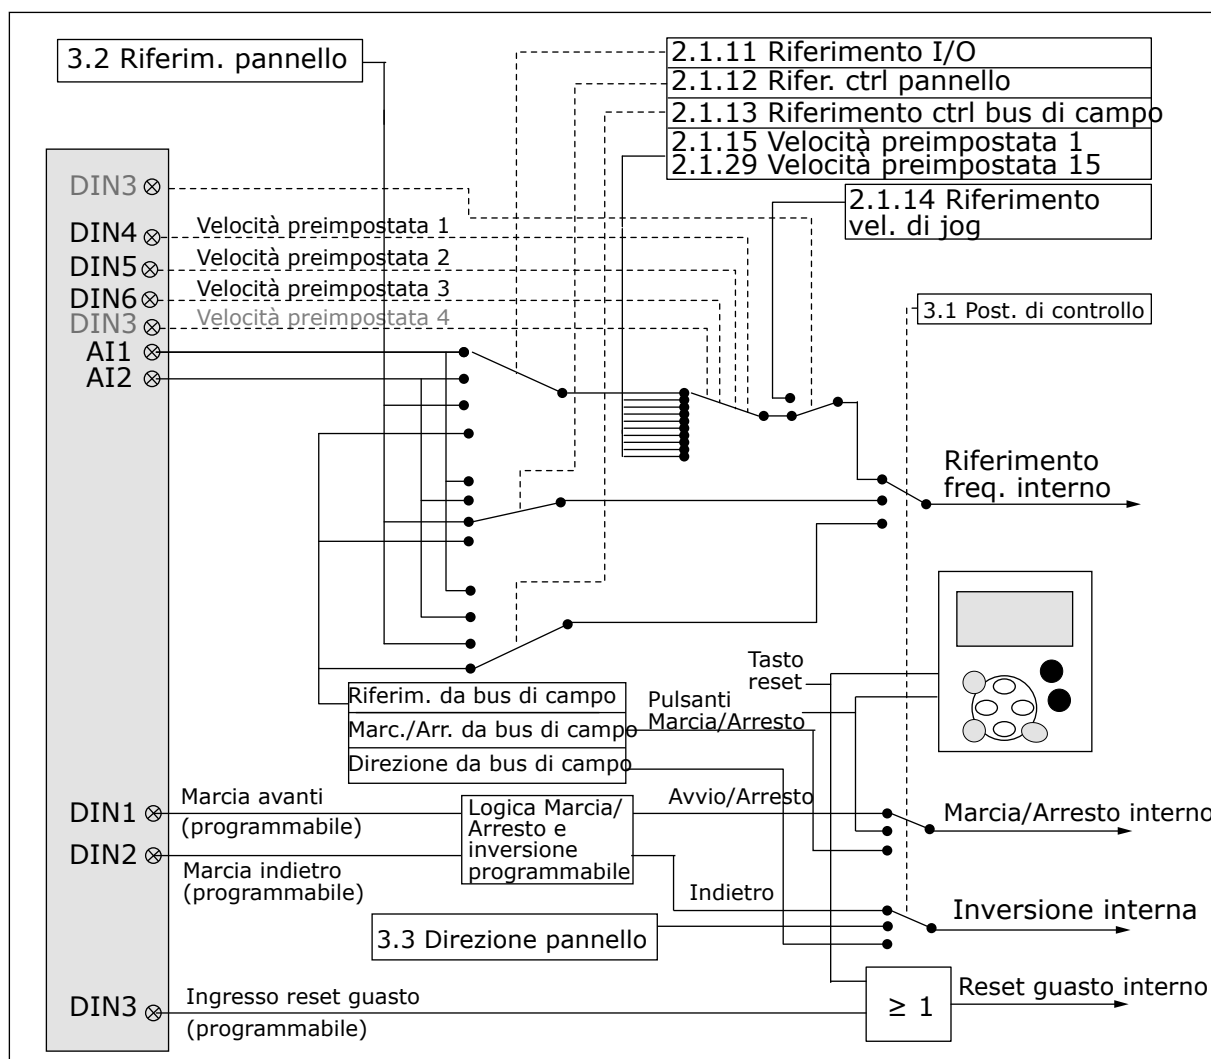 3.2 Riferim. pannello
2.1.11 Riferimento I/O
2.1.12 Rifer. ctrl pannello
2.1.13 Riferimento ctrl bus di campo
2.1.15 Velocità preimpostata 1
2.1.29 Velocità preimpostata 15
2.1.14 Riferimento
vel. di jog
DIN3
DIN4
Velocità preimpostata 1
DIN5
Velocità preimpostata 2
DIN6
Velocità preimpostata 3
DIN3
Velocità preimpostata 4
AI1
AI2
3.1 Post. di controllo
Riferimento
freq. interno
Tasto
reset
Pulsanti
Marcia/Arresto
Riferim. da bus di campo
Marc./Arr. da bus di campo
Direzione da bus di campo
DIN1
Marcia avanti
(programmabile)
DIN2
Marcia indietro
(programmabile)
Logica Marcia/
Arresto e
inversione
programmabile
Avvio/Arresto
Marcia/Arresto interno
Indietro
Inversione interna
3.3 Direzione pannello
DIN3
Ingresso reset guasto
(programmabile)
≥ 1
Reset guasto interno